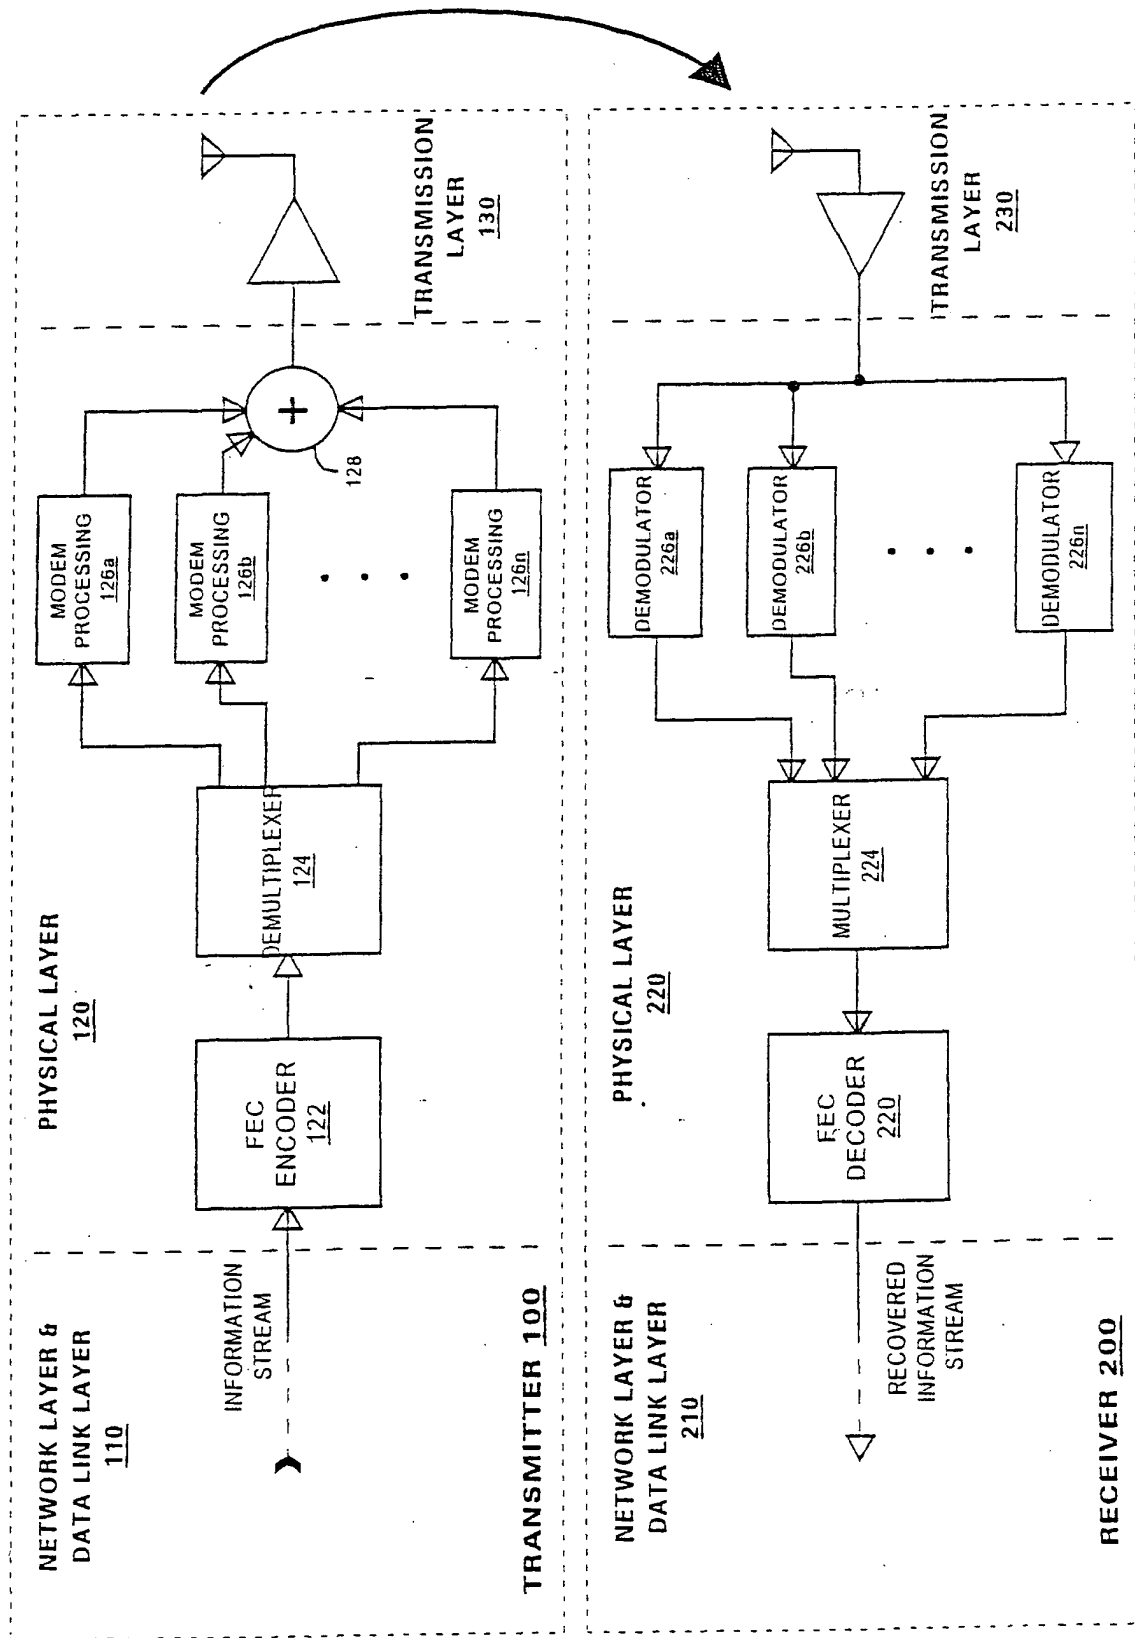 NETWORK LAYER &
DATA LINK LAYER
110
INFORMATION
STREAM
TRANSMITTER 100
PHYSICAL LAYER
120
FEC
ENCODER
122
DEMULTIPLEXER
124
MODEM
PROCESSING
126a
MODEM
PROCESSING
126b
MODEM
PROCESSING
126n
+
128
TRANSMISSION
LAYER
130
NETWORK LAYER &
DATA LINK LAYER
210
RECOVERED
INFORMATION
STREAM
RECEIVER 200
PHYSICAL LAYER
220
FEC
DECODER
220
MULTIPLEXER
224
DEMODULATOR
226a
DEMODULATOR
226b
DEMODULATOR
226n
TRANSMISSION
LAYER
230